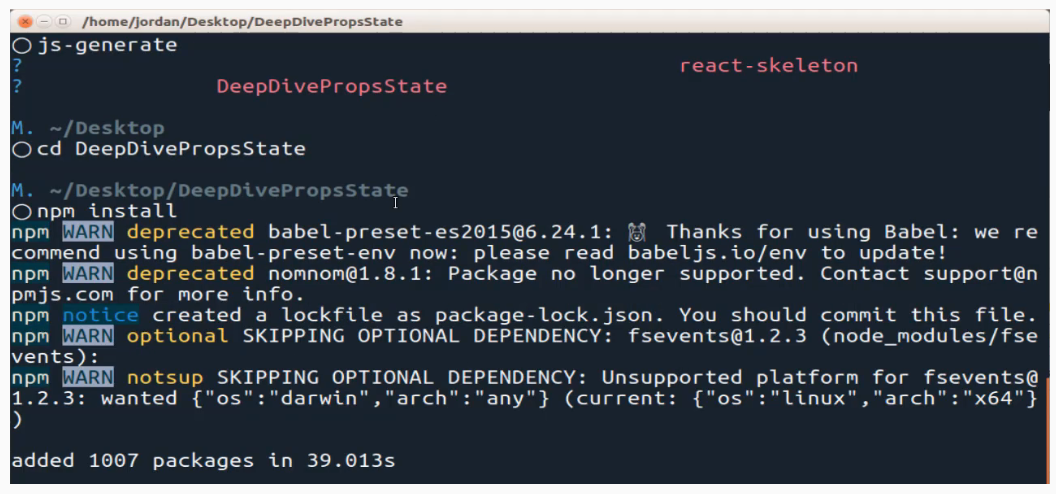 /home/jordan/Desktop/DeepDivePropsState
js-generate
? react-skeleton
? DeepDivePropsState
M. ~/Desktop
cd DeepDivePropsState
M. ~/Desktop/DeepDivePropsState
npm install
npm WARN deprecated babel-preset-es2015@6.24.1: 🙌 Thanks for using Babel: we re
commend using babel-preset-env now: please read babeljs.io/env to update!
npm WARN deprecated nomnom@1.8.1: Package no longer supported. Contact support@n
pmjs.com for more info.
npm notice created a lockfile as package-lock.json. You should commit this file.
npm WARN optional SKIPPING OPTIONAL DEPENDENCY: fsevents@1.2.3 (node_modules/fse
vents):
npm WARN notsup SKIPPING OPTIONAL DEPENDENCY: Unsupported platform for fsevents@
1.2.3: wanted {"os":"darwin","arch":"any"} (current: {"os":"linux","arch":"x64"}
)
added 1007 packages in 39.013s